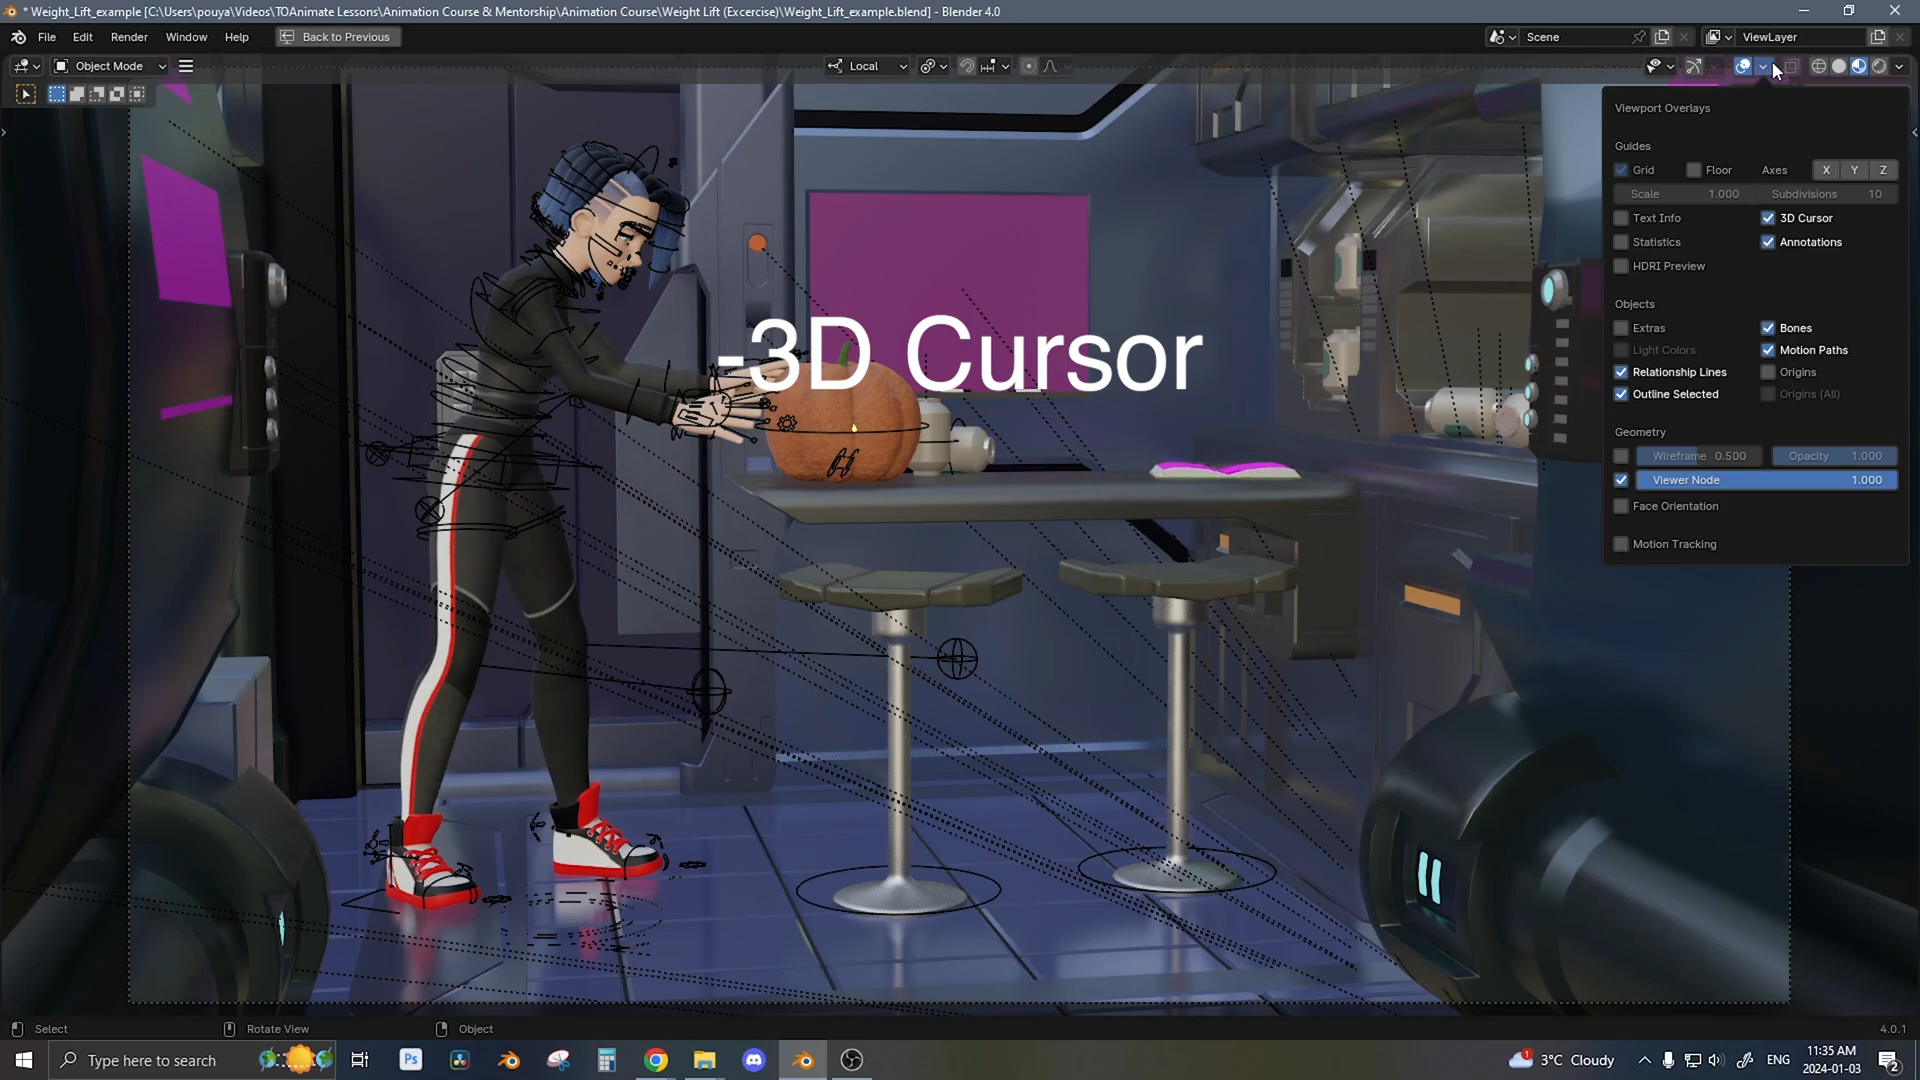 * Weight_Lift_example [C:\Users\pouya\Videos\TOAnimate Lessons\Animation Course & Mentorship\Animation Course\Weight Lift (Excercise)\Weight_Lift_example.blend] - Blender 4.0
File Edit Render Window Help Back to Previous Scene ViewLayer
Object Mode Local
Viewport Overlays
Guides
Grid Floor Axes X Y Z
Scale 1.000 Subdivisions 10
Text Info 3D Cursor
Statistics Annotations
HDRI Preview
Objects
Extras Bones
Light Colors Motion Paths
Relationship Lines Origins
Outline Selected Origins (All)
Geometry
Wireframe 0.500 Opacity 1.000
Viewer Node 1.000
Face Orientation
Motion Tracking
-3D Cursor
Select Rotate View Object 4.0.1
Type here to search Ps 1 3°C Cloudy ENG 11:35 AM
2024-01-03 2